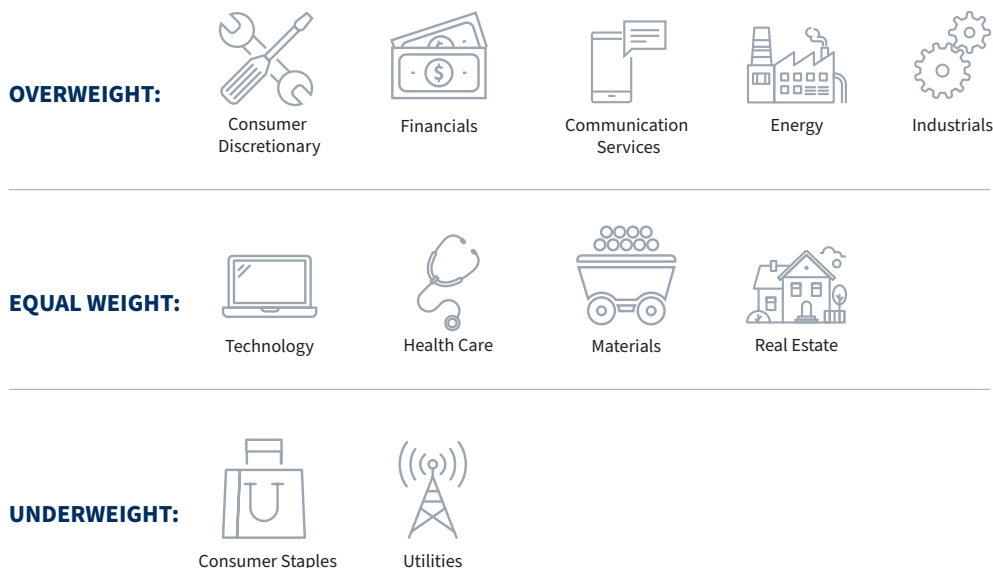 OVERWEIGHT:
Consumer
Discretionary
Financials
Communication
Services
Energy
Industrials
EQUAL WEIGHT:
Technology
Health Care
Materials
Real Estate
UNDERWEIGHT:
Consumer Staples
Utilities